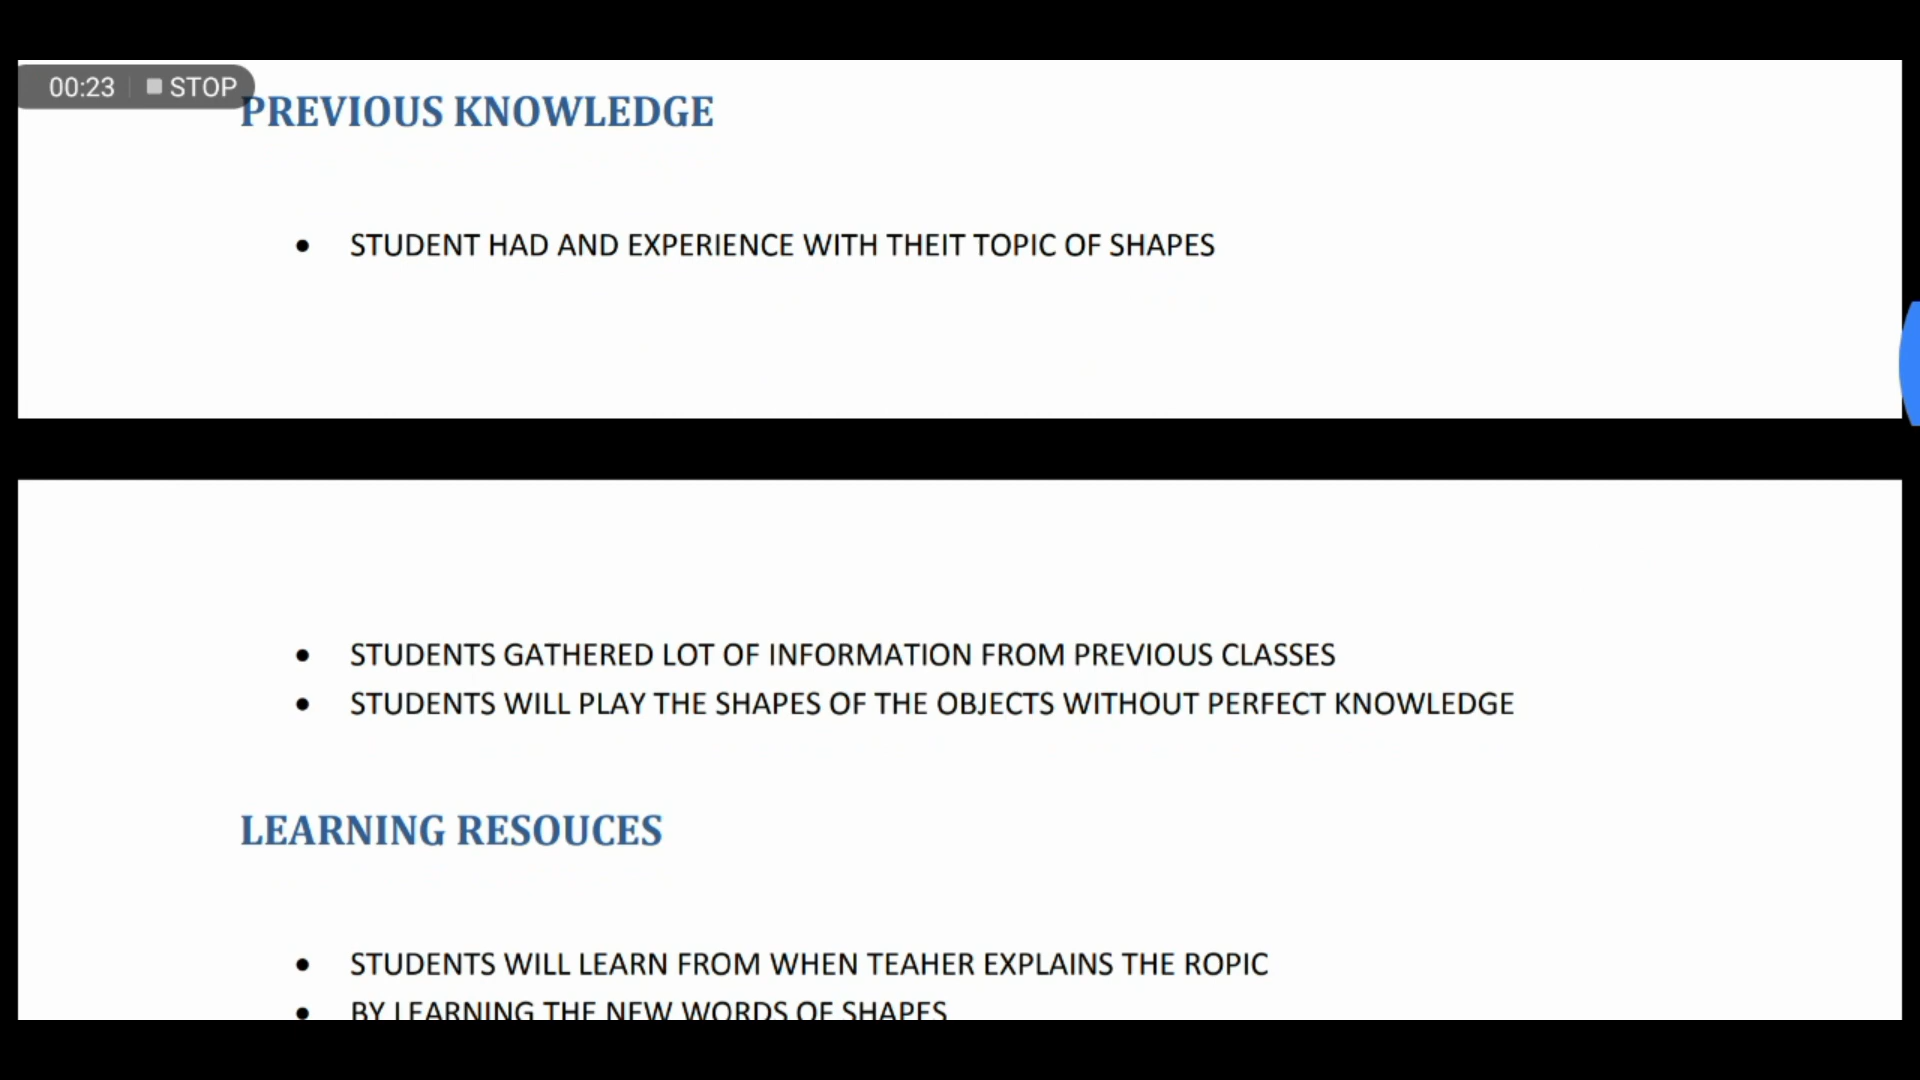 00:23 STOP
PREVIOUS KNOWLEDGE
• STUDENT HAD AND EXPERIENCE WITH THEIT TOPIC OF SHAPES
• STUDENTS GATHERED LOT OF INFORMATION FROM PREVIOUS CLASSES
• STUDENTS WILL PLAY THE SHAPES OF THE OBJECTS WITHOUT PERFECT KNOWLEDGE
LEARNING RESOUCES
• STUDENTS WILL LEARN FROM WHEN TEAHER EXPLAINS THE ROPIC
• BY LEARNING THE NEW WORDS OF SHAPES